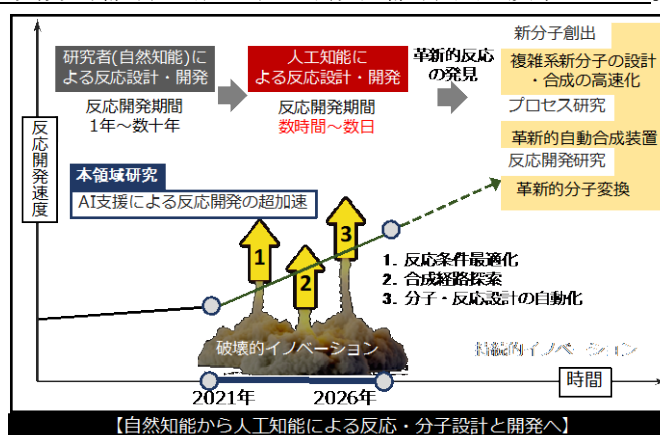 研究者(自然知能)に
よる反応設計・開発
反応開発期間
1年～数十年
人工知能に
よる反応設計・開発
反応開発期間
数時間～数日
革新的反応
の発見
新分子創出
複雑系新分子の設計
・合成の高速化
プロセス研究
革新的自動合成装置
反応開発研究
革新的分子変換
反応開発速度
本領域研究
AI支援による反応開発の超加速
1
2
3
1. 反応条件最適化
2. 合成経路探索
3. 分子・反応設計の自動化
破壊的イノベーション
持続的イノベーション
2021年
2026年
時間
【自然知能から人工知能による反応・分子設計と開発へ】